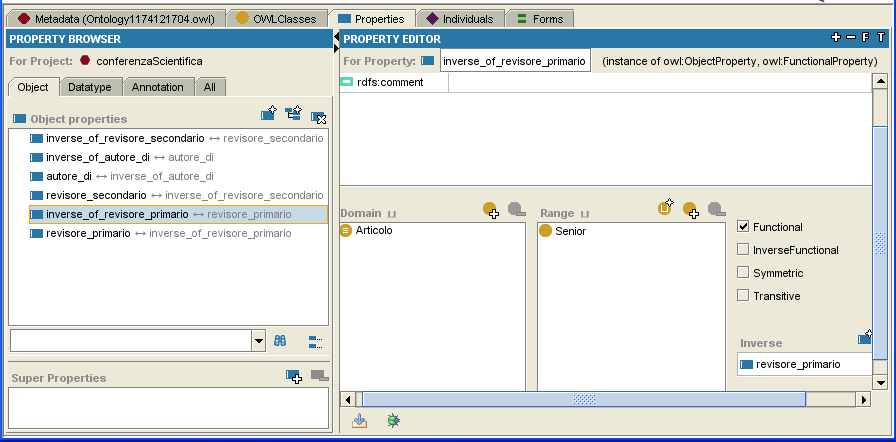 Metadata (Ontology1174121704.owl)
OWLClasses
Properties
Individuals
Forms
PROPERTY BROWSER
For Project: conferenzaScientifica
Object
Datatype
Annotation
All
Object properties
inverse_of_revisore_secondario ↔ revisore_secondario
inverse_of_autore_di ↔ autore_di
autore_di ↔ inverse_of_autore_di
revisore_secondario ↔ inverse_of_revisore_secondario
inverse_of_revisore_primario ↔ revisore_primario
revisore_primario ↔ inverse_of_revisore_primario
Super Properties
PROPERTY EDITOR
F T
For Property: inverse_of_revisore_primario (instance of owl:ObjectProperty, owl:FunctionalProperty)
rdfs:comment
Domain ⊔
Articolo
Range ⊔
Senior
Functional
InverseFunctional
Symmetric
Transitive
Inverse
revisore_primario